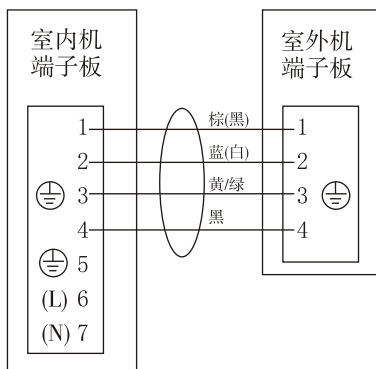 室内机
端子板
室外机
端子板
1 棕(黑) 1
2 蓝(白) 2
3 黄/绿 3
4 黑 4
5
(L) 6
(N) 7